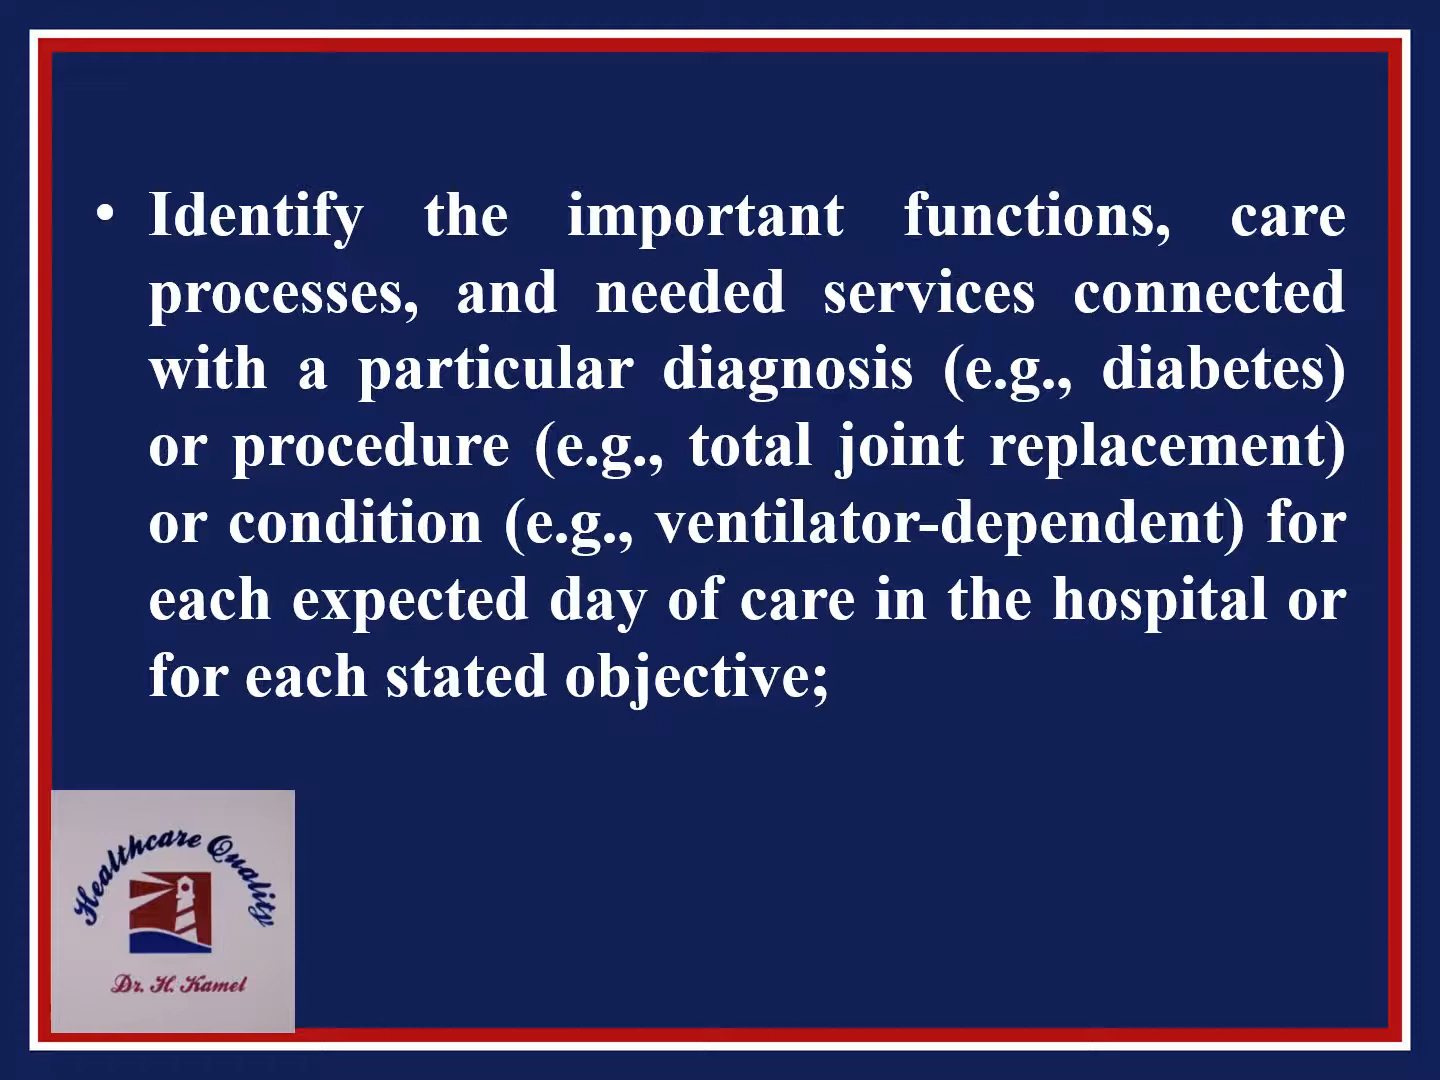 • Identify the important functions, care
processes, and needed services connected
with a particular diagnosis (e.g., diabetes)
or procedure (e.g., total joint replacement)
or condition (e.g., ventilator-dependent) for
each expected day of care in the hospital or
for each stated objective;
Healthcare Quality
Dr. H. Kamel